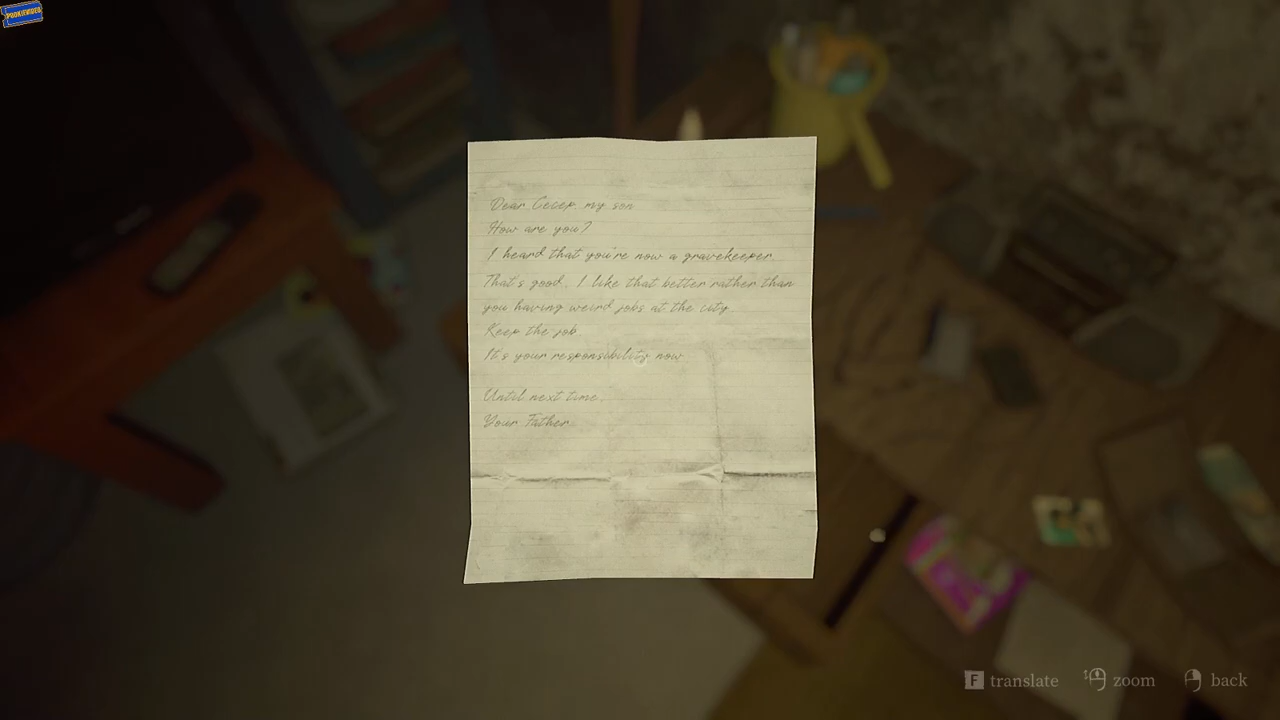 POOKIEVIDEO
Dear Cecep, my son
How are you?
I heard that you're now a gravekeeper.
That's good. I like that better rather than
you having weird jobs at the city.
Keep the job.
It's your responsibility now.
Until next time,
Your Father
F translate
zoom
back